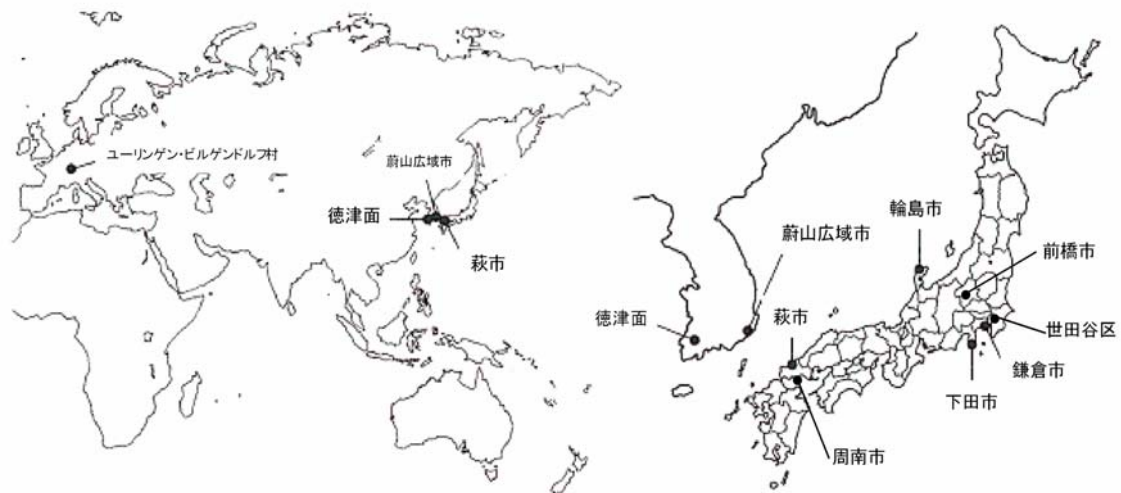 ユーリンゲン・ビルゲンドルフ村
蔚山広域市
徳津面
萩市
輪島市
前橋市
蔚山広域市
徳津面
萩市
世田谷区
鎌倉市
下田市
周南市